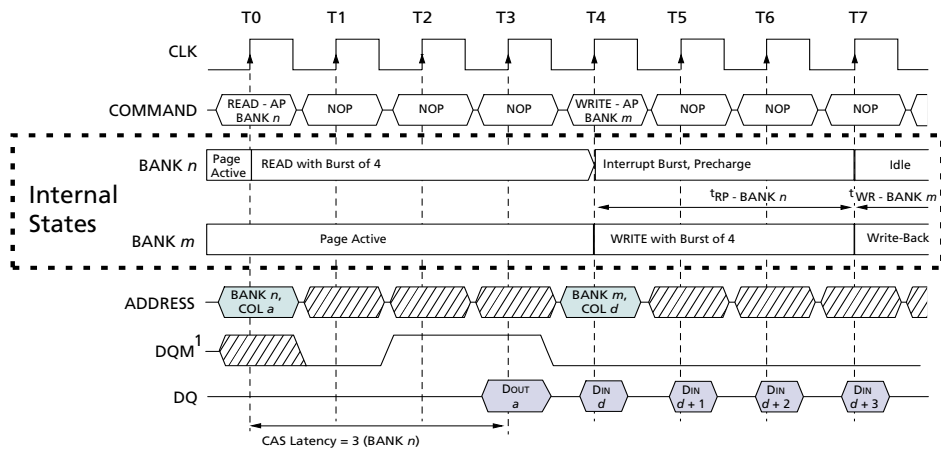 T0 T1 T2 T3 T4 T5 T6 T7
CLK
COMMAND READ - AP NOP NOP NOP WRITE - AP NOP NOP NOP
BANK n BANK m
BANK n Page Active READ with Burst of 4 Interrupt Burst, Precharge Idle
Internal States
tRP - BANK n tWR - BANK m
BANK m Page Active WRITE with Burst of 4 Write-Back
ADDRESS BANK n, BANK m,
COL a COL d
DQM1
DQ DOUT DIN DIN DIN DIN
a d d + 1 d + 2 d + 3
CAS Latency = 3 (BANK n)